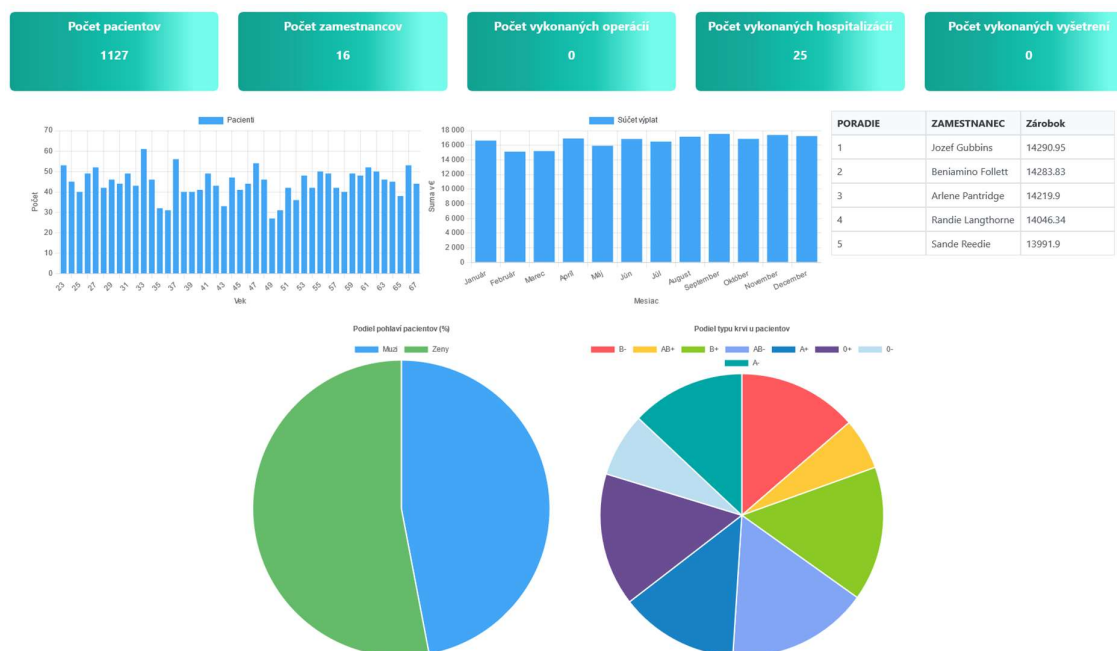 Počet pacientov
1127
Počet zamestnancov
16
Počet vykonaných operácií
0
Počet vykonaných hospitalizácií
25
Počet vykonaných vyšetrení
0
Pacienti
Počet
70
60
50
40
30
20
10
0
23 25 27 29 31 33 35 37 39 41 43 45 47 49 51 53 55 57 59 61 63 65 67
Vek
Súčet výplat
Suma v €
18 000
16 000
14 000
12 000
10 000
8 000
6 000
4 000
2 000
0
Január Február Marec Apríl Máj Jún Júl August September Október November December
Mesiac
PORADIE ZAMESTNANEC Zárobok
1 Jozef Gubbins 14290.95
2 Beniamino Follett 14283.83
3 Arlene Pantridge 14219.9
4 Randie Langthorne 14046.34
5 Sande Reedie 13991.9
Podiel pohlaví pacientov (%)
Muzi Zeny
Podiel typu krvi u pacientov
B- AB+ B+ AB- A+ 0+ 0-
A-